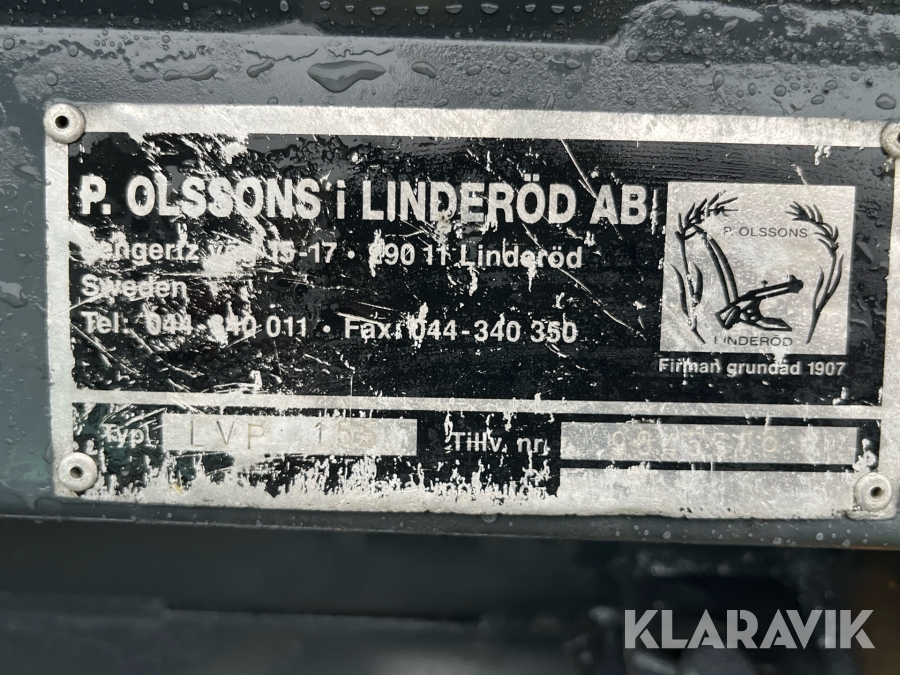 P. OLSSONS i LINDERÖD AB
15-17 • 290 11 Linderöd
Sweden
Tel: 044-340 011 • Fax: 044-340 350
P. OLSSONS
LINDERÖD
Firman grundad 1907
Typ. LVP 155
Tillv. nr.
KLARAVIK